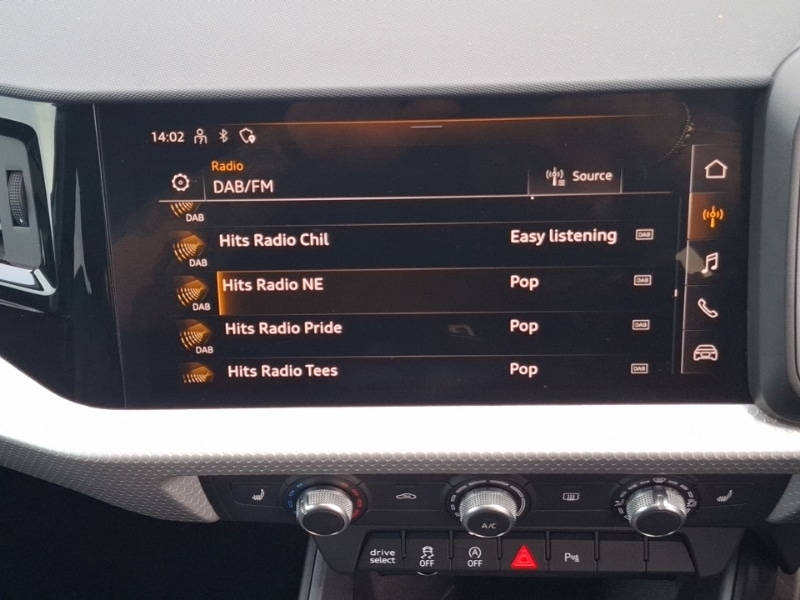 14:02
Radio
DAB/FM
Source
DAB
Hits Radio Chil Easy listening DAB
DAB
Hits Radio NE Pop DAB
DAB
Hits Radio Pride Pop DAB
DAB
Hits Radio Tees Pop DAB
A/C
drive select
OFF
A OFF
P